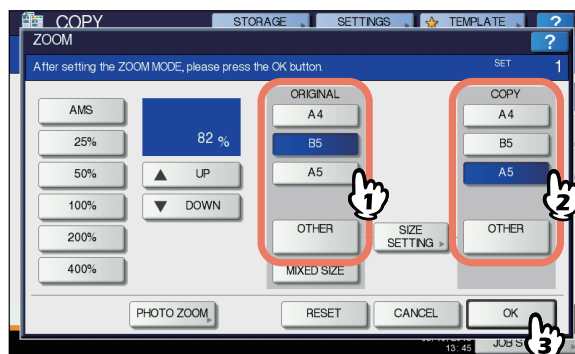 COPY STORAGE SETTINGS TEMPLATE ?
ZOOM ?
After setting the ZOOM MODE, please press the OK button. SET 1
ORIGINAL COPY
AMS A4 A4
25% 82 % B5 B5
50% ▲ UP A5 A5
1 2
100% ▼ DOWN
200% OTHER SIZE SETTING OTHER
400% MIXED SIZE
PHOTO ZOOM RESET CANCEL OK
3
13:45 JOB S